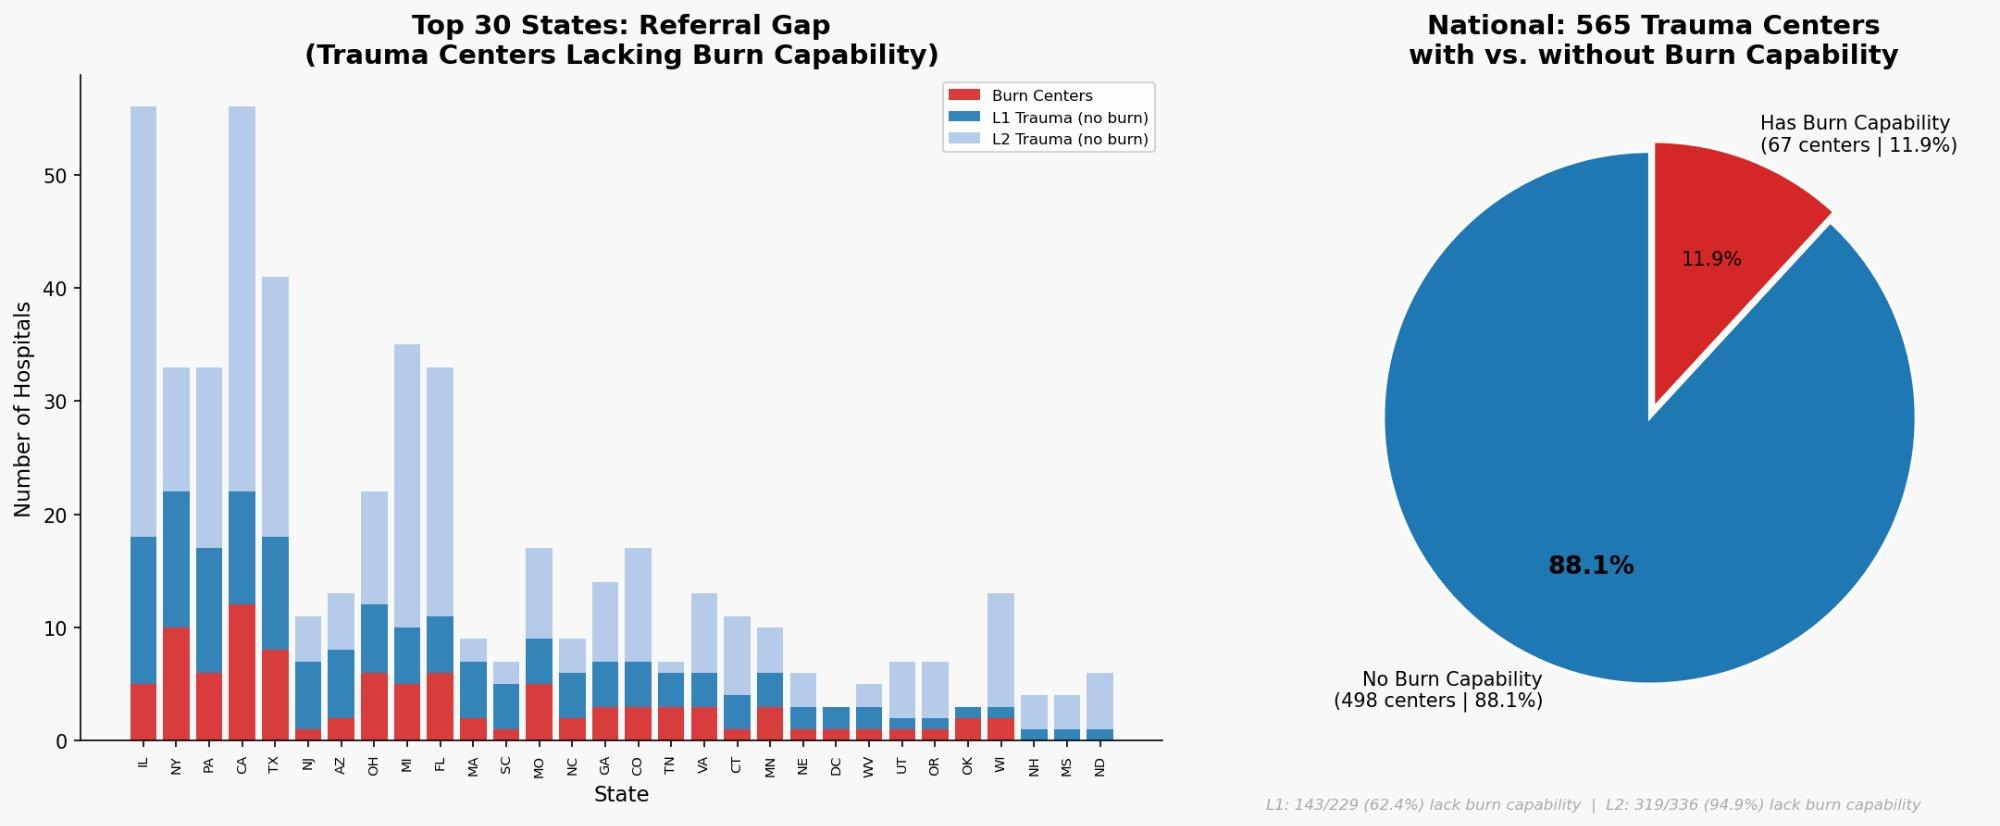 Top 30 States: Referral Gap
(Trauma Centers Lacking Burn Capability)
Number of Hospitals
50
40
30
20
10
0
Burn Centers
L1 Trauma (no burn)
L2 Trauma (no burn)
IL NY PA CA TX NJ AZ OH MI FL MA SC MO NC GA CO TN VA CT MN NE DC WV UT OR OK WI NH MS ND
State
National: 565 Trauma Centers
with vs. without Burn Capability
Has Burn Capability
(67 centers | 11.9%)
11.9%
88.1%
No Burn Capability
(498 centers | 88.1%)
L1: 143/229 (62.4%) lack burn capability | L2: 319/336 (94.9%) lack burn capability